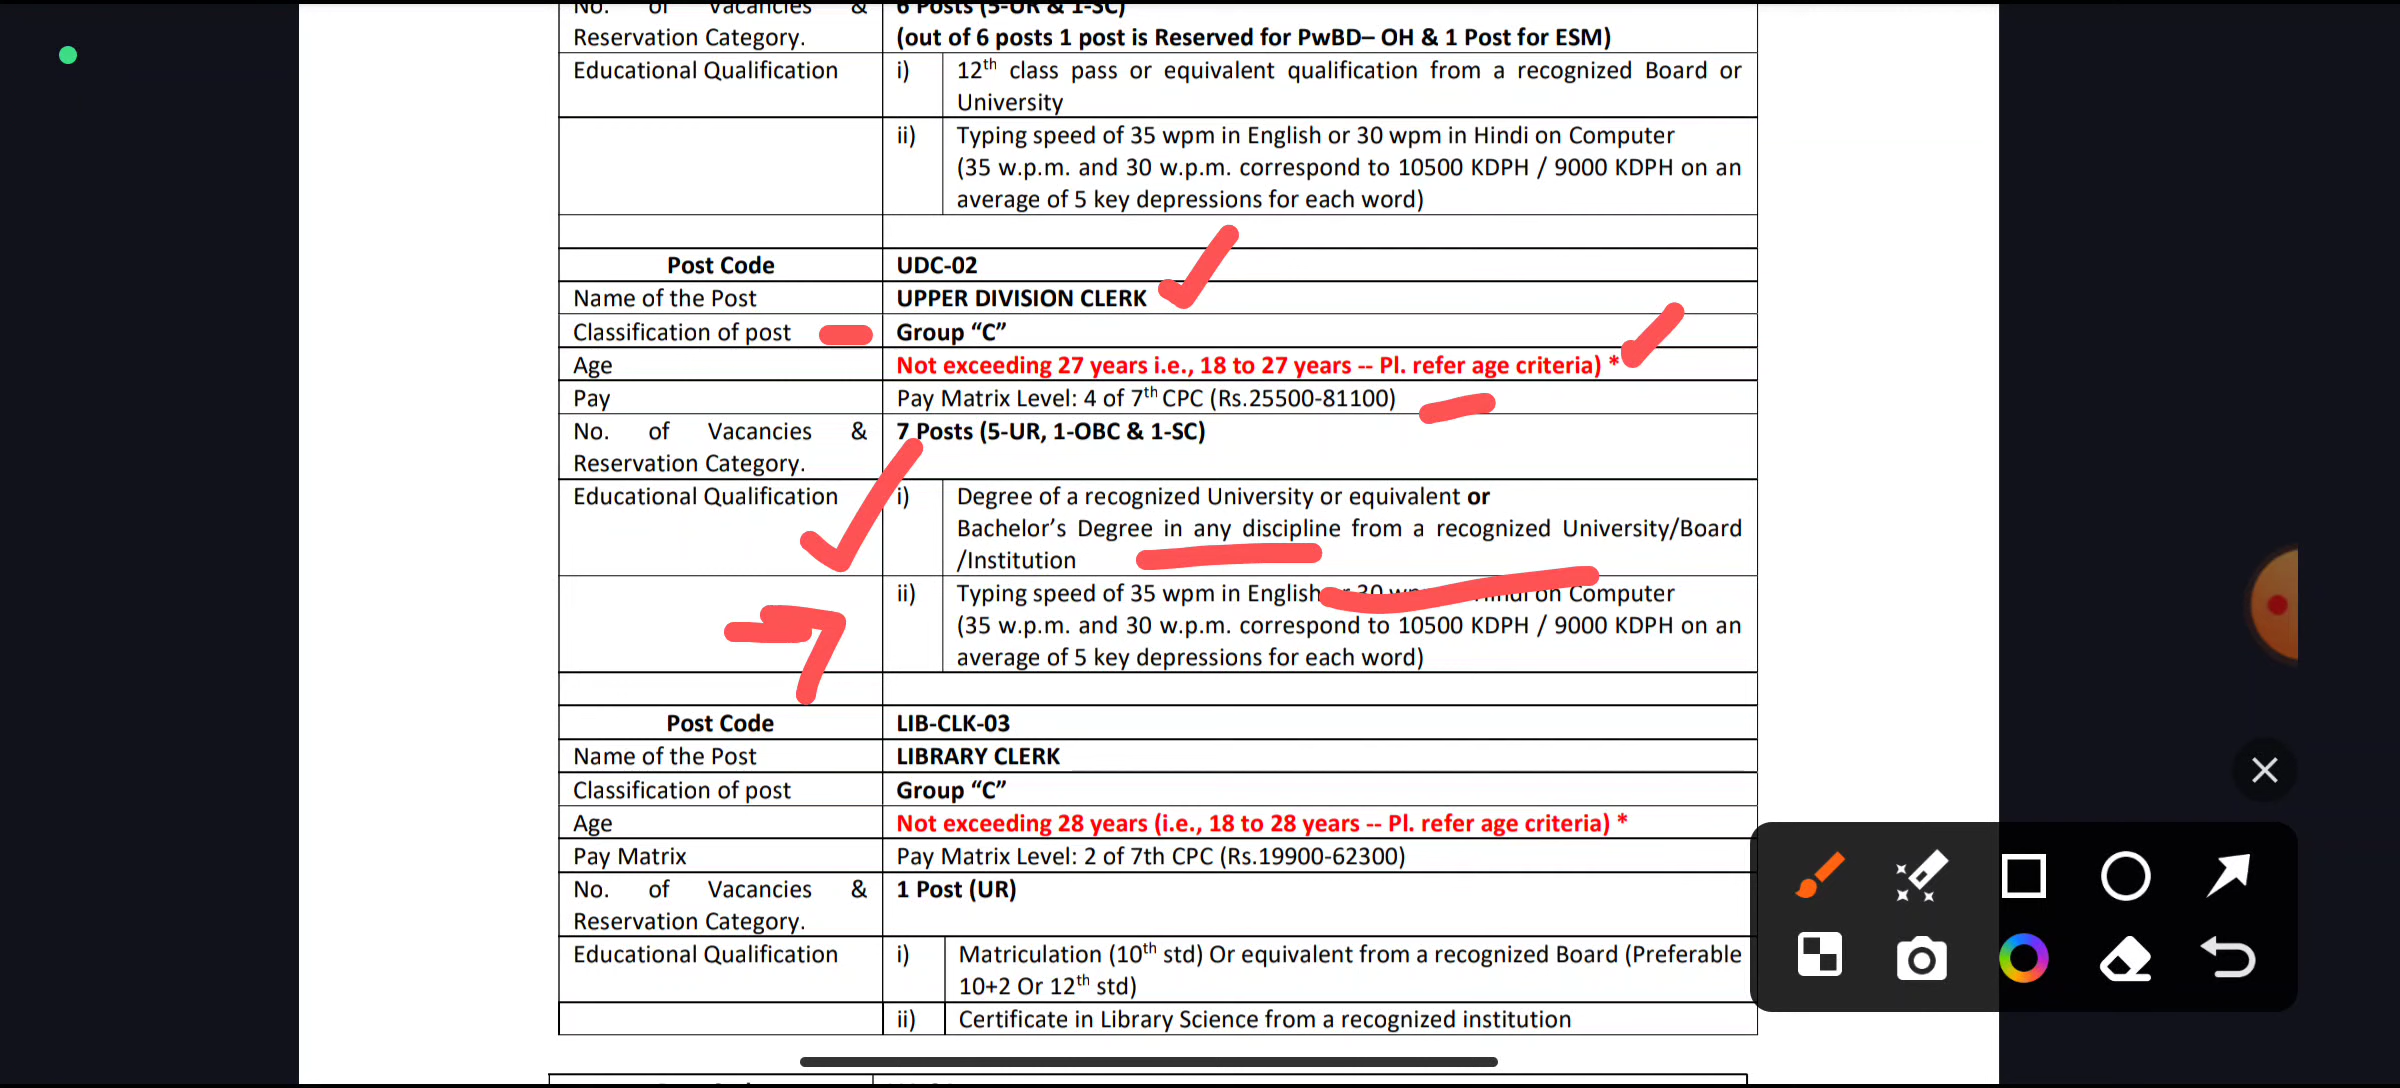 No. of Vacancies & 6 Posts (5-UR & 1-SC)
Reservation Category. (out of 6 posts 1 post is Reserved for PwBD– OH & 1 Post for ESM)
Educational Qualification i) 12th class pass or equivalent qualification from a recognized Board or
University
ii) Typing speed of 35 wpm in English or 30 wpm in Hindi on Computer
(35 w.p.m. and 30 w.p.m. correspond to 10500 KDPH / 9000 KDPH on an
average of 5 key depressions for each word)
Post Code UDC-02
Name of the Post UPPER DIVISION CLERK
Classification of post Group “C”
Age Not exceeding 27 years i.e., 18 to 27 years -- Pl. refer age criteria) *
Pay Pay Matrix Level: 4 of 7th CPC (Rs.25500-81100)
No. of Vacancies & 7 Posts (5-UR, 1-OBC & 1-SC)
Reservation Category.
Educational Qualification i) Degree of a recognized University or equivalent or
Bachelor’s Degree in any discipline from a recognized University/Board
/Institution
ii) Typing speed of 35 wpm in English 30 on Computer
(35 w.p.m. and 30 w.p.m. correspond to 10500 KDPH / 9000 KDPH on an
average of 5 key depressions for each word)
Post Code LIB-CLK-03
Name of the Post LIBRARY CLERK
Classification of post Group “C”
Age Not exceeding 28 years (i.e., 18 to 28 years -- Pl. refer age criteria) *
Pay Matrix Pay Matrix Level: 2 of 7th CPC (Rs.19900-62300)
No. of Vacancies & 1 Post (UR)
Reservation Category.
Educational Qualification i) Matriculation (10th std) Or equivalent from a recognized Board (Preferable
10+2 Or 12th std)
ii) Certificate in Library Science from a recognized institution